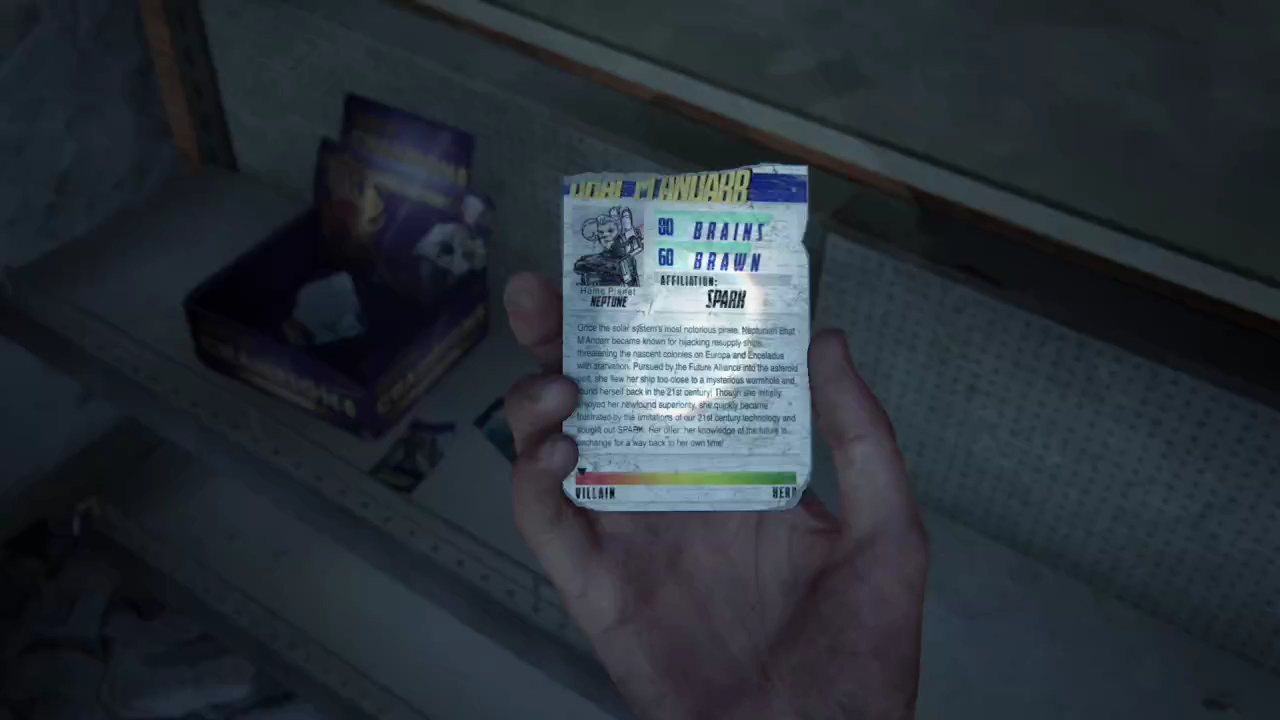 M'ANDARR
BRAINS
60 BRAWN
AFFILIATION:
SPARK
Home Planet
NEPTUNE
Once the solar system's most notorious pirate, Neptunian Bhat
M'Andarr became known for hijacking resupply ships,
threatening the nascent colonies on Europa and Enceladus
with starvation. Pursued by the Future Alliance into the asteroid
belt, she flew her ship too close to a mysterious wormhole and
found herself back in the 21st century! Though she initially
enjoyed her newfound superiority, she quickly became
frustrated by the limitations of our 21st century technology and
sought out SPARK. Her offer: her knowledge of the future in
exchange for a way back to her own time!
VILLAIN
HERO